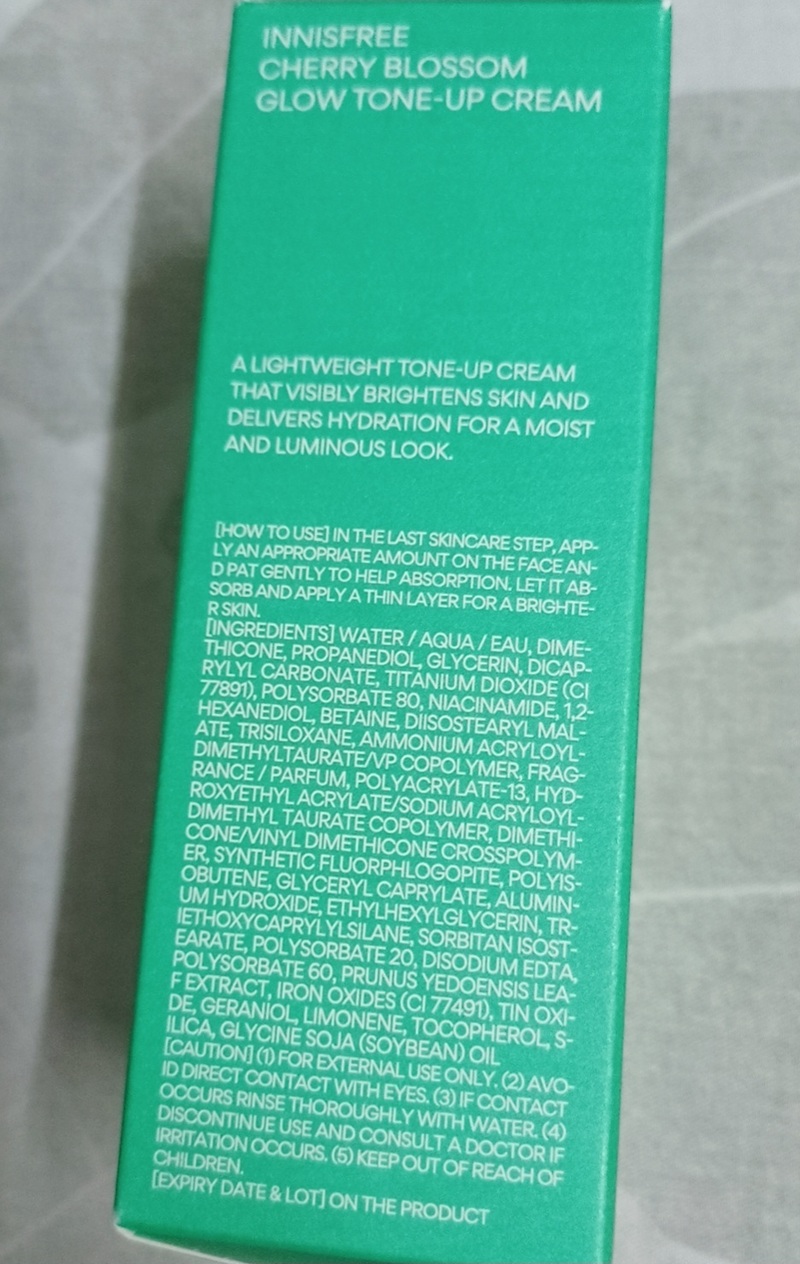 INNISFREE
CHERRY BLOSSOM
GLOW TONE-UP CREAM
A LIGHTWEIGHT TONE-UP CREAM
THAT VISIBLY BRIGHTENS SKIN AND
DELIVERS HYDRATION FOR A MOIST
AND LUMINOUS LOOK.
[HOW TO USE] IN THE LAST SKINCARE STEP, APP-
LY AN APPROPRIATE AMOUNT ON THE FACE AN-
D PAT GENTLY TO HELP ABSORPTION. LET IT AB-
SORB AND APPLY A THIN LAYER FOR A BRIGHTE-
R SKIN.
[INGREDIENTS] WATER / AQUA / EAU, DIME-
THICONE, PROPANEDIOL, GLYCERIN, DICAP-
RYLYL CARBONATE, TITANIUM DIOXIDE (CI
77891), POLYSORBATE 80, NIACINAMIDE, 1,2-
HEXANEDIOL, BETAINE, DIISOSTEARYL MAL-
ATE, TRISILOXANE, AMMONIUM ACRYLOYL-
DIMETHYLTAURATE/VP COPOLYMER, FRAG-
RANCE / PARFUM, POLYACRYLATE-13, HYD-
ROXYETHYL ACRYLATE/SODIUM ACRYLOYL-
DIMETHYL TAURATE COPOLYMER, DIMETHI-
CONE/VINYL DIMETHICONE CROSSPOLYM-
ER, SYNTHETIC FLUORPHLOGOPITE, POLYIS-
OBUTENE, GLYCERYL CAPRYLATE, ALUMIN-
UM HYDROXIDE, ETHYLHEXYLGLYCERIN, TR-
IETHOXYCAPRYLYLSILANE, SORBITAN ISOST-
EARATE, POLYSORBATE 20, DISODIUM EDTA,
POLYSORBATE 60, PRUNUS YEDOENSIS LEA-
F EXTRACT, IRON OXIDES (CI 77491), TIN OXI-
DE, GERANIOL, LIMONENE, TOCOPHEROL, S-
ILICA, GLYCINE SOJA (SOYBEAN) OIL
[CAUTION] (1) FOR EXTERNAL USE ONLY. (2) AVO-
ID DIRECT CONTACT WITH EYES. (3) IF CONTACT
OCCURS RINSE THOROUGHLY WITH WATER. (4)
DISCONTINUE USE AND CONSULT A DOCTOR IF
IRRITATION OCCURS. (5) KEEP OUT OF REACH OF
CHILDREN.
[EXPIRY DATE & LOT] ON THE PRODUCT